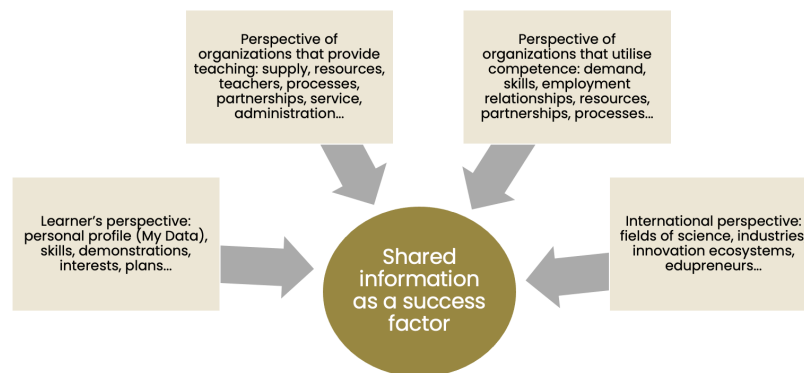 Perspective of
organizations that provide
teaching: supply, resources,
teachers, processes,
partnerships, service,
administration...
Perspective of
organizations that utilise
competence: demand,
skills, employment
relationships, resources,
partnerships, processes...
Learner's perspective:
personal profile (My Data),
skills, demonstrations,
interests, plans...
International perspective:
fields of science, industries
innovation ecosystems,
edupreneurs...
Shared
information
as a success
factor